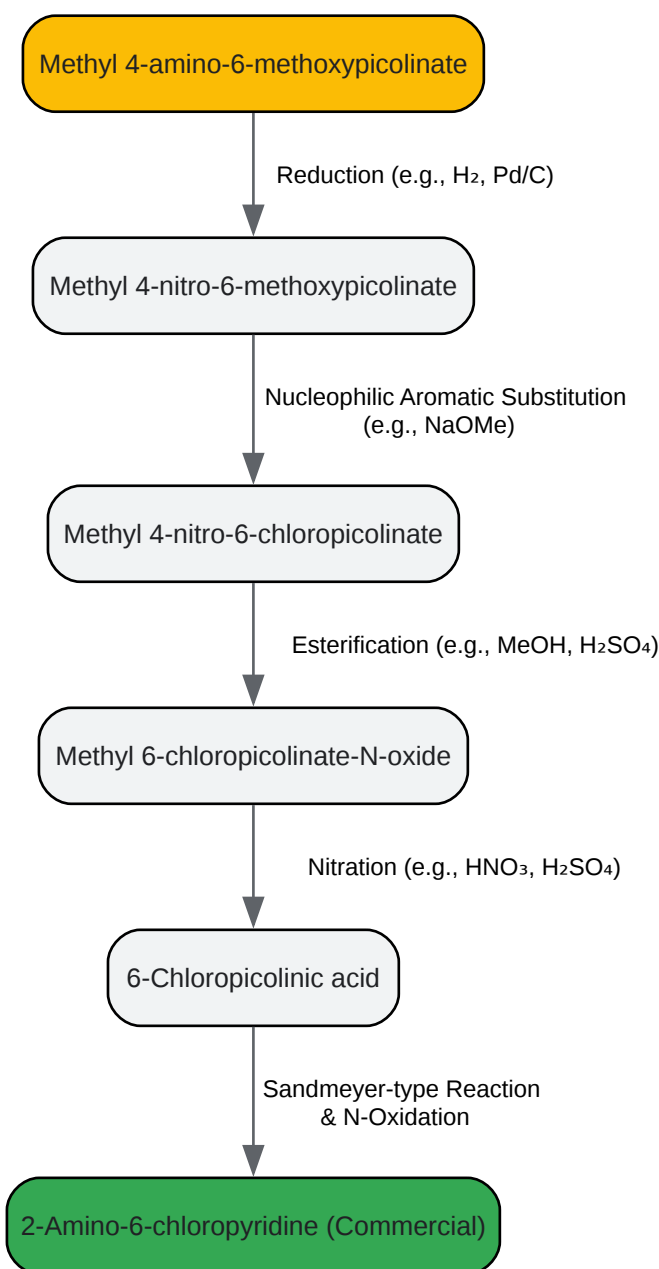 Methyl 4-amino-6-methoxypicolinate
Reduction (e.g., H₂, Pd/C)
Methyl 4-nitro-6-methoxypicolinate
Nucleophilic Aromatic Substitution
(e.g., NaOMe)
Methyl 4-nitro-6-chloropicolinate
Esterification (e.g., MeOH, H₂SO₄)
Methyl 6-chloropicolinate-N-oxide
Nitration (e.g., HNO₃, H₂SO₄)
6-Chloropicolinic acid
Sandmeyer-type Reaction
& N-Oxidation
2-Amino-6-chloropyridine (Commercial)